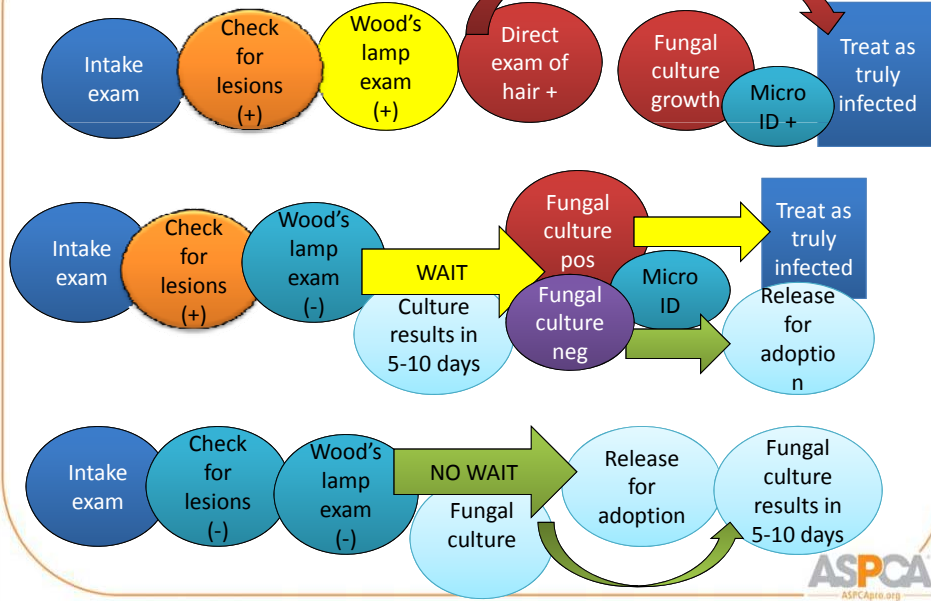 Intake
exam
Check
for
lesions
(+)
Wood's
lamp
exam
(+)
Direct
exam of
hair +
Fungal
culture
growth
Micro
ID +
Treat as
truly
infected
Intake
exam
Check
for
lesions
(+)
Wood's
lamp
exam
(-)
WAIT
Culture
results in
5-10 days
Fungal
culture
pos
Fungal
culture
neg
Micro
ID
Treat as
truly
infected
Release
for
adoptio
n
Intake
exam
Check
for
lesions
(-)
Wood's
lamp
exam
(-)
NO WAIT
Fungal
culture
Release
for
adoption
Fungal
culture
results in
5-10 days
ASPCA
ASPCApro.org